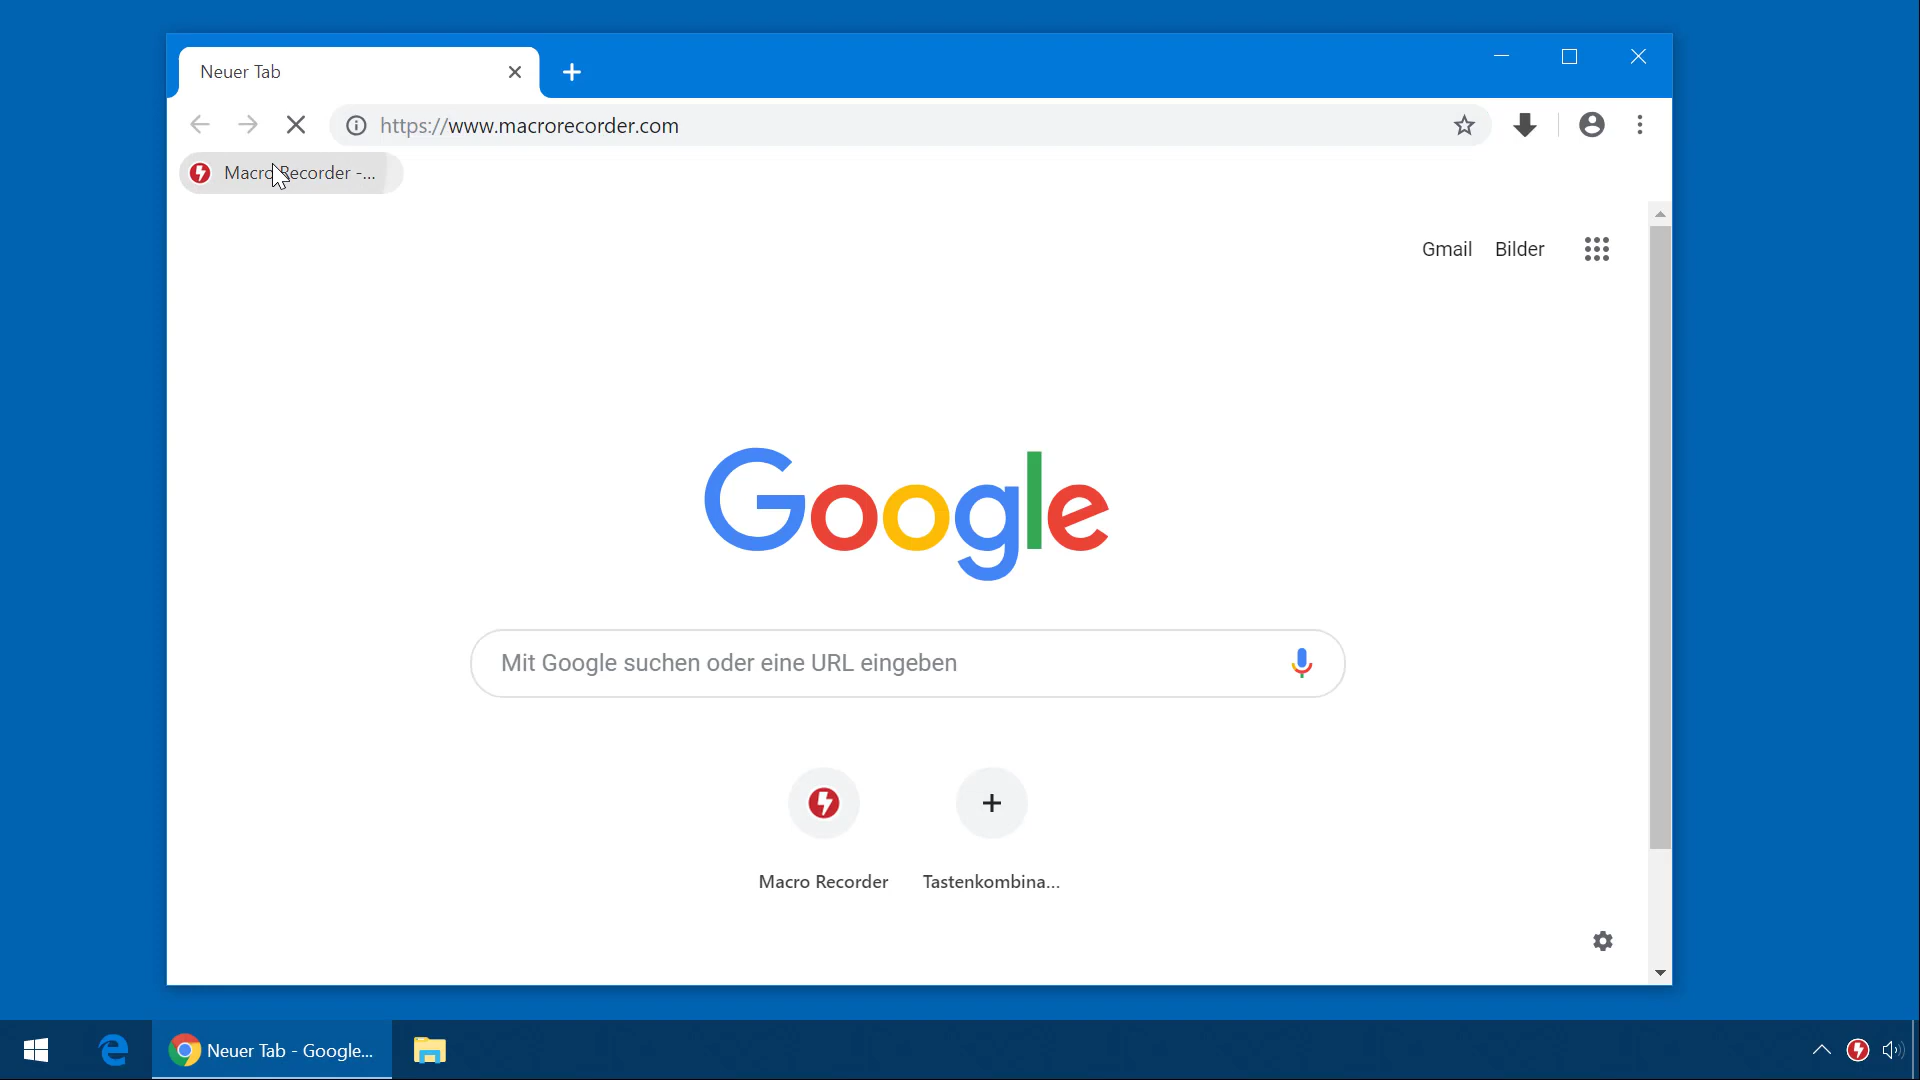 Neuer Tab
https://www.macrorecorder.com
Macro Recorder -...
Gmail Bilder
Google
Mit Google suchen oder eine URL eingeben
Macro Recorder Tastenkombina...
Neuer Tab - Google...